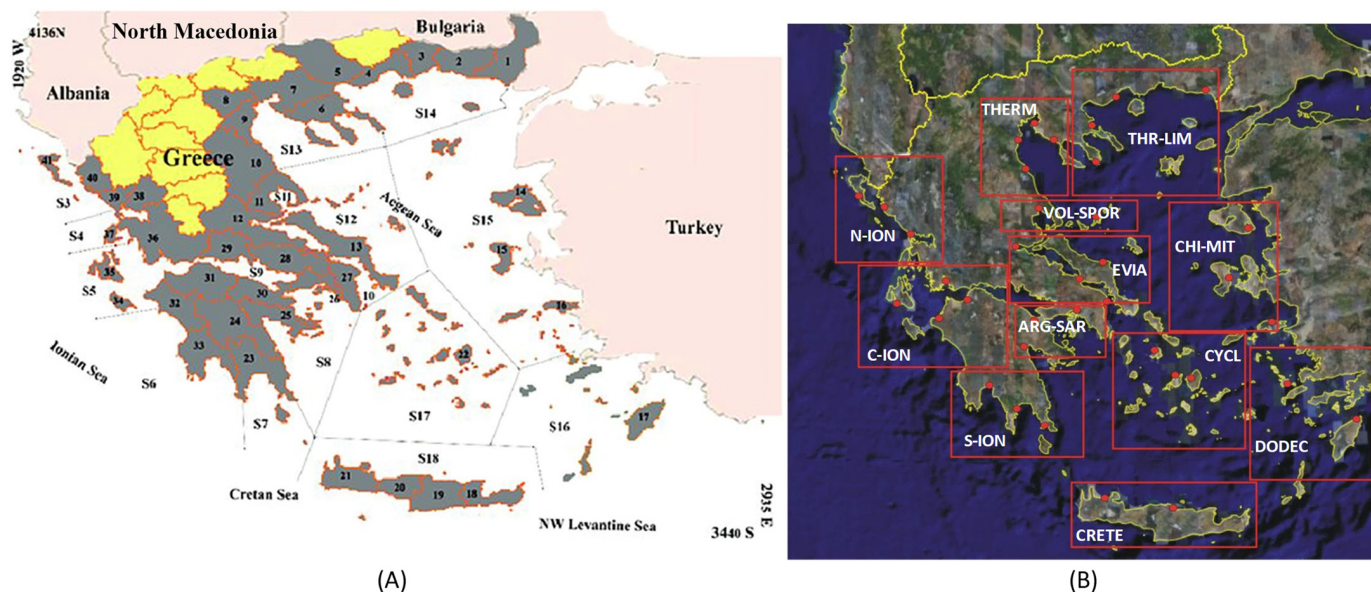 4136N
North Macedonia
Bulgaria
1920 W
Albania
Greece
Turkey
Aegean Sea
Ionian Sea
Cretan Sea
NW Levantine Sea
2935 E
3440 S
1
2
3
4
5
6
7
8
9
10
11
12
13
14
15
16
17
18
19
20
21
22
23
24
25
26
27
28
29
30
31
32
33
34
35
36
37
38
39
40
41
10
S3
S4
S5
S6
S7
S8
S9
S11
S12
S13
S14
S15
S16
S17
S18
(A)
THERM
THR-LIM
N-ION
VOL-SPOR
CHI-MIT
EVIA
C-ION
ARG-SAR
CYCL
S-ION
DODEC
CRETE
(B)